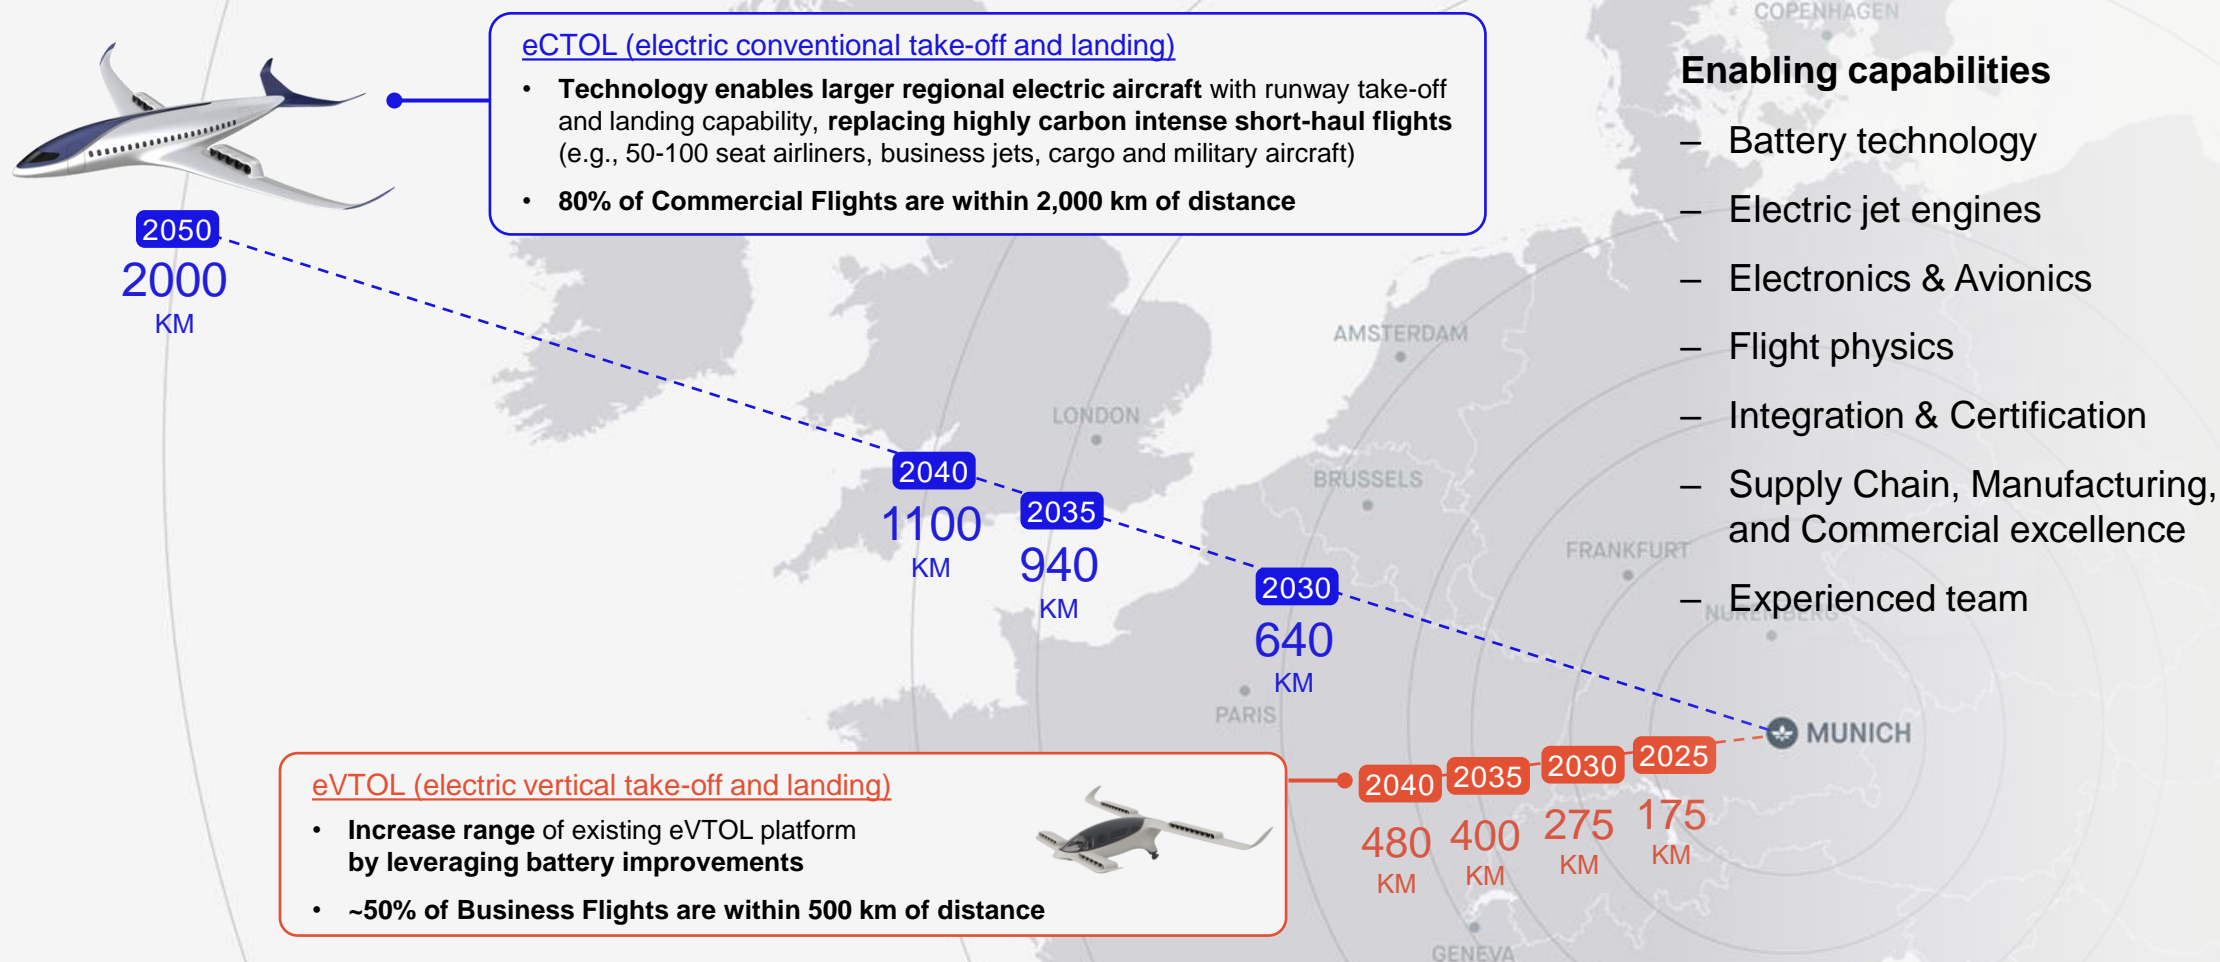 COPENHAGEN
eCTOL (electric conventional take-off and landing)
• Technology enables larger regional electric aircraft with runway take-off
and landing capability, replacing highly carbon intense short-haul flights
(e.g., 50-100 seat airliners, business jets, cargo and military aircraft)
• 80% of Commercial Flights are within 2,000 km of distance
Enabling capabilities
– Battery technology
– Electric jet engines
– Electronics & Avionics
– Flight physics
– Integration & Certification
– Supply Chain, Manufacturing,
and Commercial excellence
– Experienced team
2050
2000
KM
2040
1100
KM
2035
940
KM
2030
640
KM
AMSTERDAM
LONDON
BRUSSELS
FRANKFURT
NUREMBERG
PARIS
MUNICH
eVTOL (electric vertical take-off and landing)
• Increase range of existing eVTOL platform
by leveraging battery improvements
• ~50% of Business Flights are within 500 km of distance
2040
480
KM
2035
400
KM
2030
275
KM
2025
175
KM
GENEVA